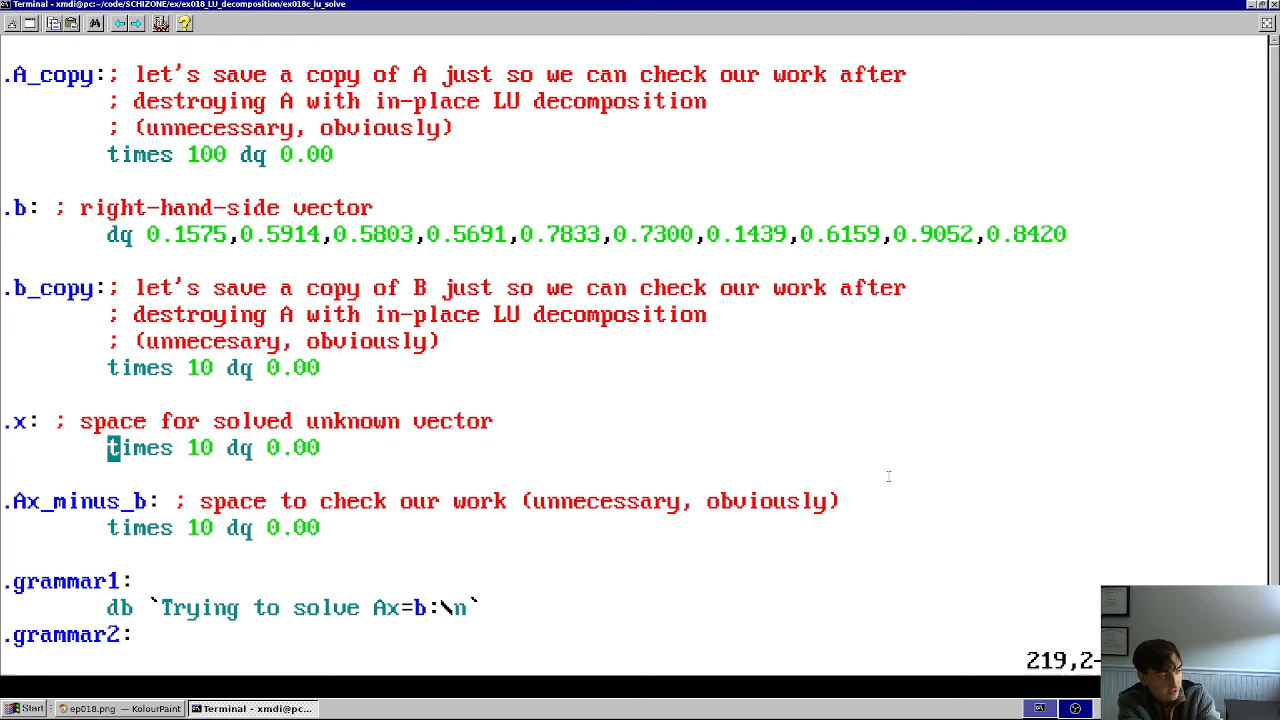 Terminal - xmdi@pc:~/code/SCHIZONE/ex/ex018_LU_decomposition/ex018c_lu_solve
.A_copy:; let's save a copy of A just so we can check our work after
; destroying A with in-place LU decomposition
; (unnecessary, obviously)
times 100 dq 0.00
.b: ; right-hand-side vector
dq 0.1575,0.5914,0.5803,0.5691,0.7833,0.7300,0.1439,0.6159,0.9052,0.8420
.b_copy:; let's save a copy of B just so we can check our work after
; destroying A with in-place LU decomposition
; (unnecesary, obviously)
times 10 dq 0.00
.x: ; space for solved unknown vector
times 10 dq 0.00
.Ax_minus_b: ; space to check our work (unnecessary, obviously)
times 10 dq 0.00
.grammar1:
db `Trying to solve Ax=b:\n`
.grammar2:
219,2-
Start ep018.png — KolourPaint Terminal - xmdi@pc...